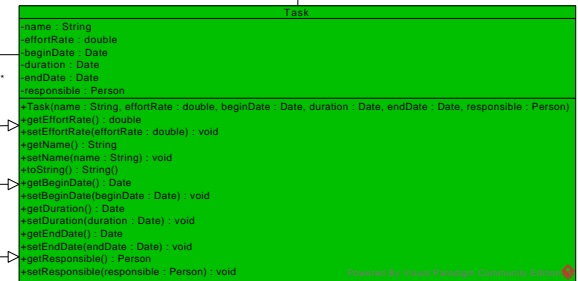 Task
-name : String
-effortRate : double
-beginDate : Date
-duration : Date
-endDate : Date
-responsible : Person
*
+Task(name : String, effortRate : double, beginDate : Date, duration : Date, endDate : Date, responsible : Person)
+getEffortRate() : double
+setEffortRate(effortRate : double) : void
+getName() : String
+setName(name : String) : void
+toString() : String()
+getBeginDate() : Date
+setBeginDate(beginDate : Date) : void
+getDuration() : Date
+setDuration(duration : Date) : void
+getEndDate() : Date
+setEndDate(endDate : Date) : void
+getResponsible() : Person
+setResponsible(responsible : Person) : void